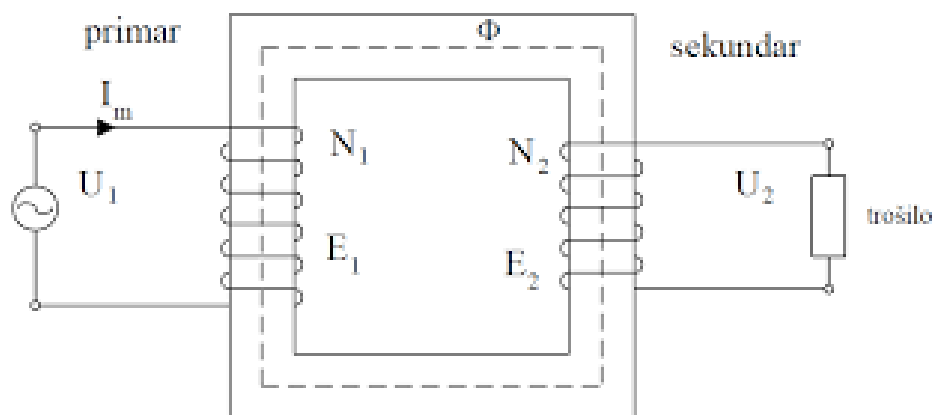 primar
Φ
sekundar
I_m
N_1
N_2
U_1
U_2
trošilo
E_1
E_2